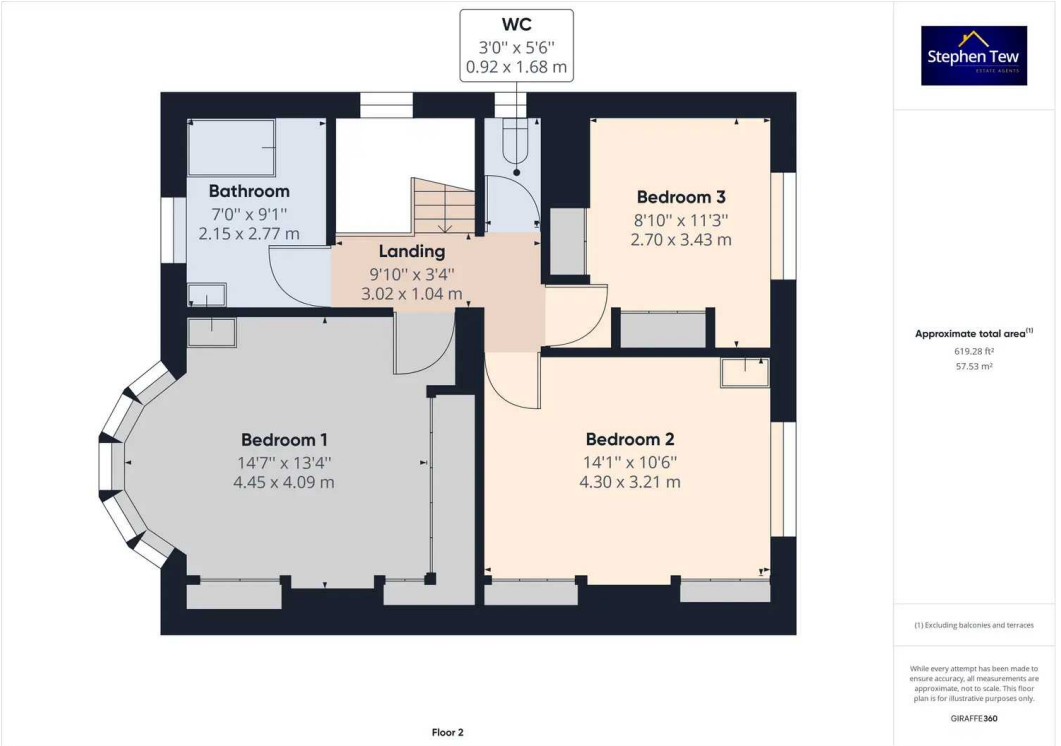 WC
3'0'' x 5'6''
0.92 x 1.68 m
Bathroom
7'0'' x 9'1''
2.15 x 2.77 m
Landing
9'10'' x 3'4''
3.02 x 1.04 m
Bedroom 3
8'10'' x 11'3''
2.70 x 3.43 m
Bedroom 1
14'7'' x 13'4''
4.45 x 4.09 m
Bedroom 2
14'1'' x 10'6''
4.30 x 3.21 m
Floor 2
Stephen Tew
ESTATE AGENTS
Approximate total area(1)
619.28 ft²
57.53 m²
(1) Excluding balconies and terraces
While every attempt has been made to
ensure accuracy, all measurements are
approximate, not to scale. This floor
plan is for illustrative purposes only.
GIRAFFE360